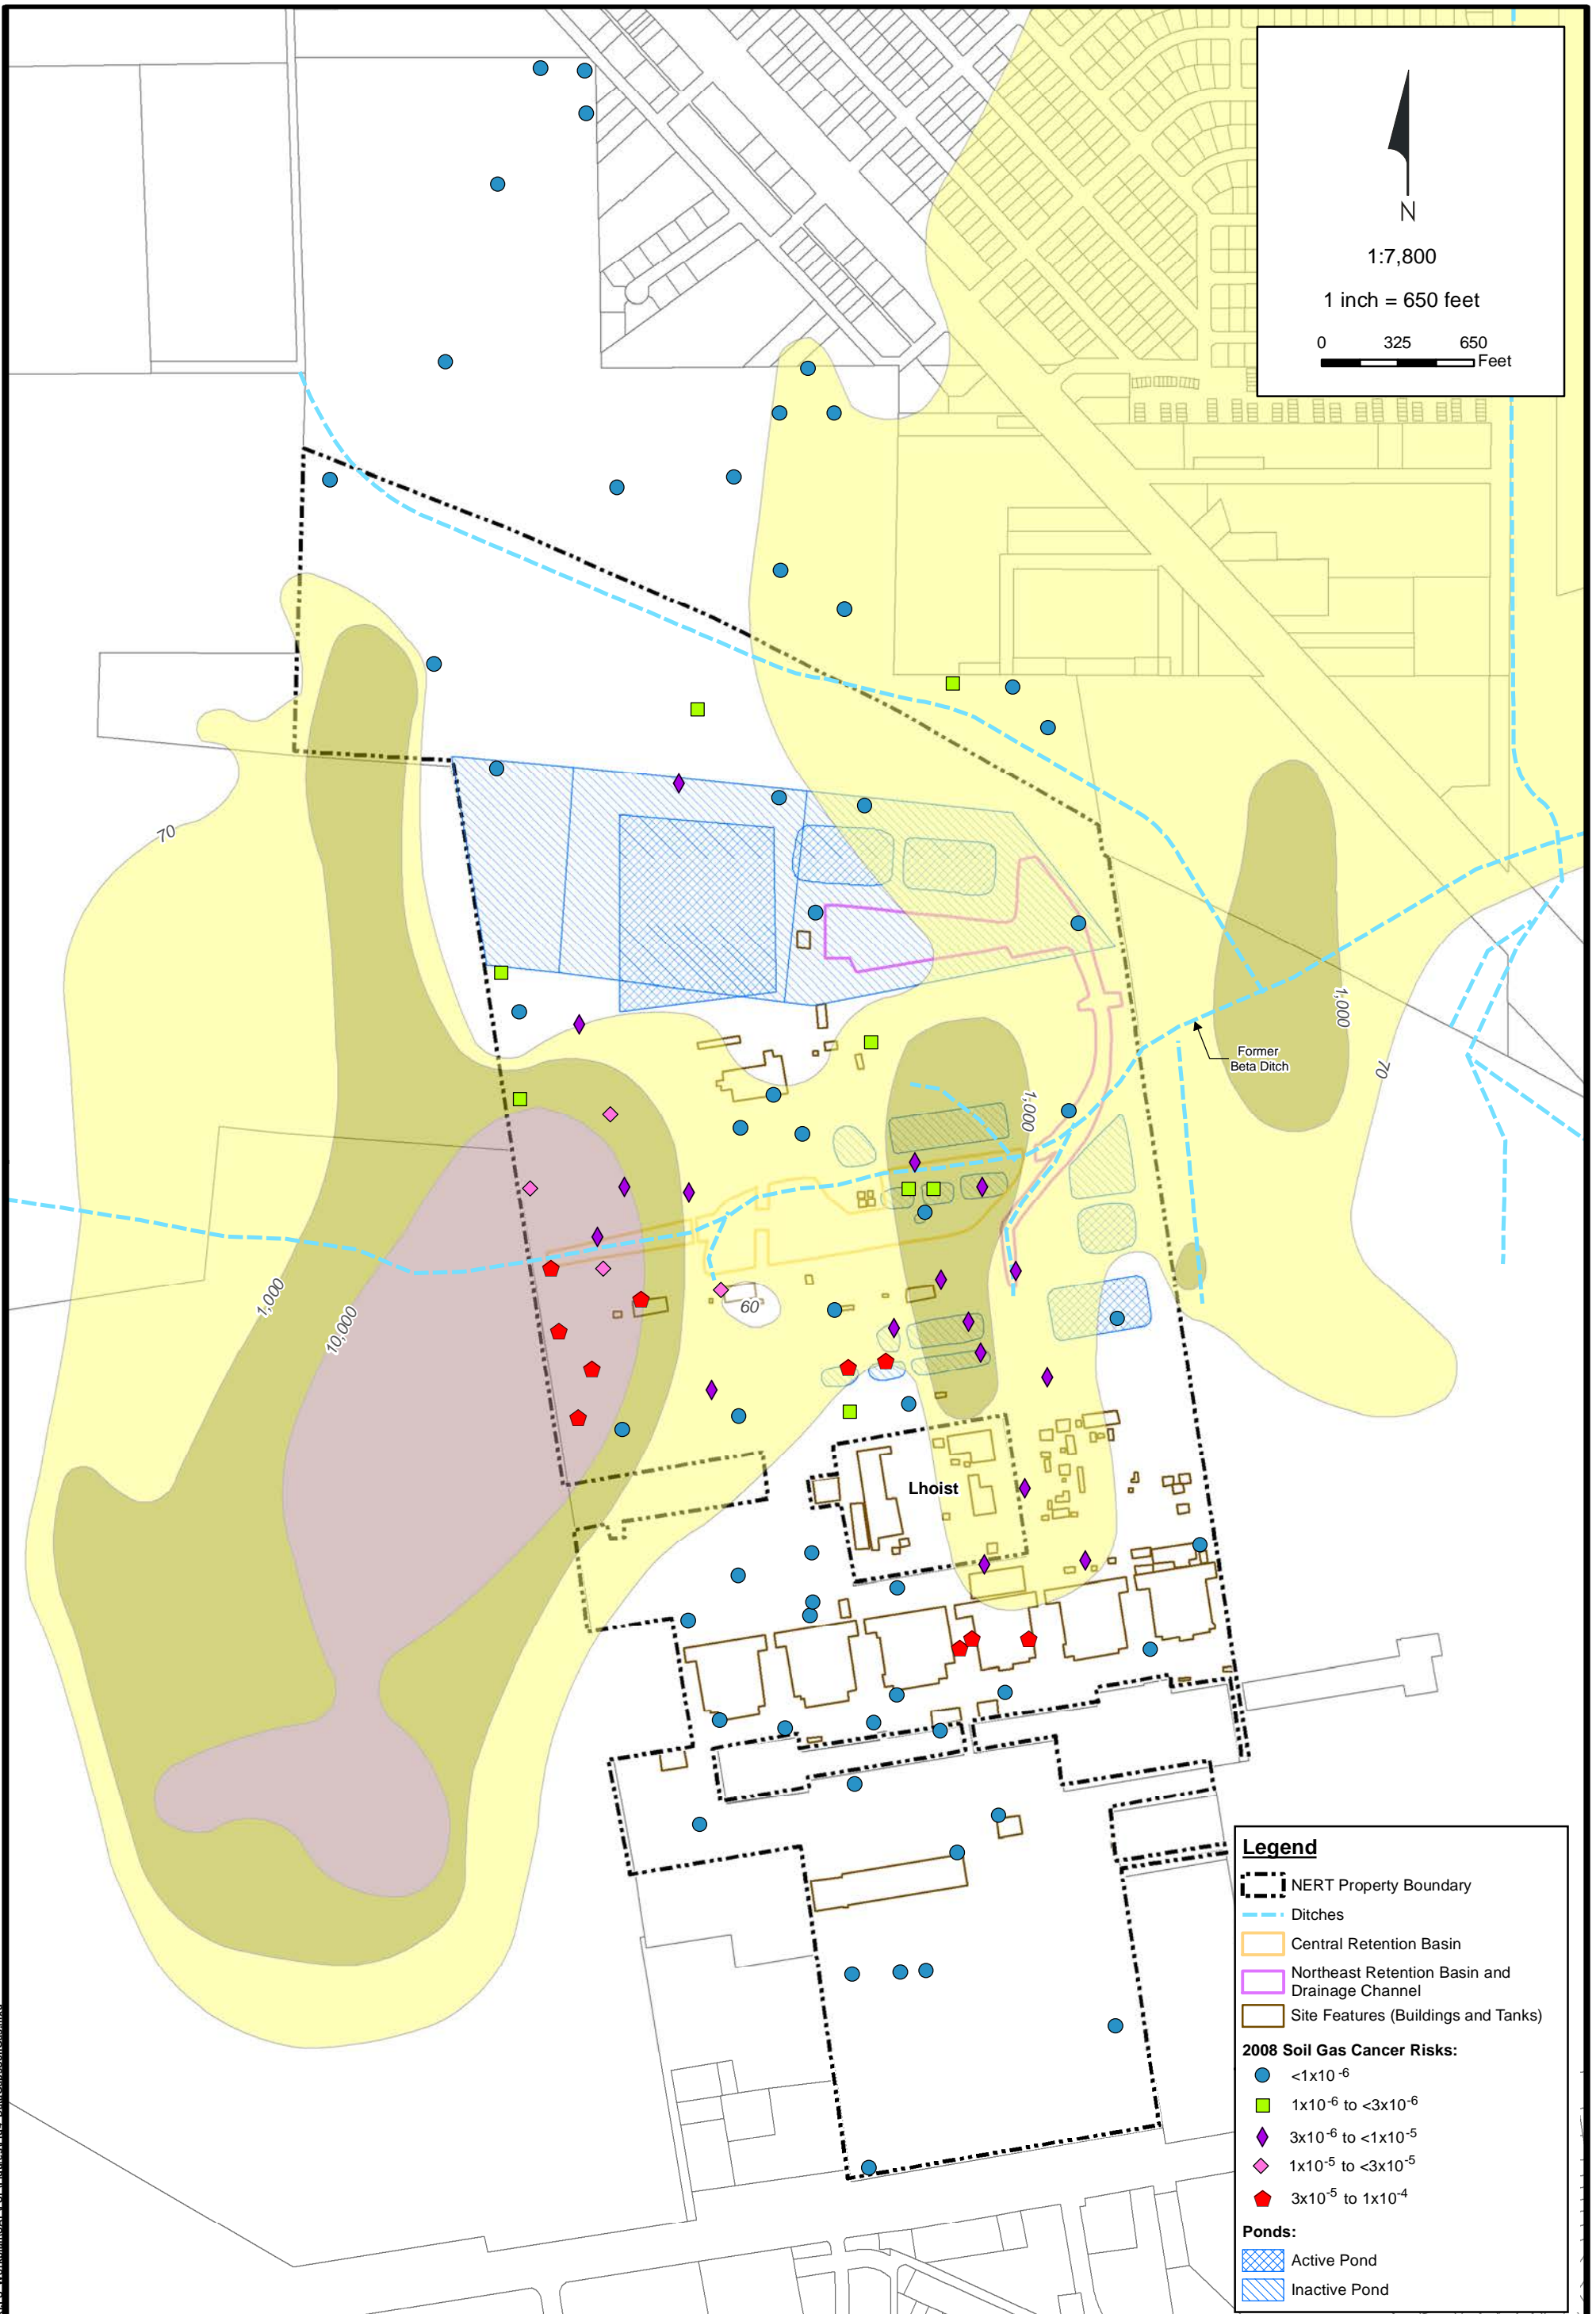 N
1:7,800
1 inch = 650 feet
0 325 650
Feet
70
1,000
Former
Beta Ditch
70
1,000
1,000
10,000
60
Lhoist
Legend
NERT Property Boundary
Ditches
Central Retention Basin
Northeast Retention Basin and
Drainage Channel
Site Features (Buildings and Tanks)
2008 Soil Gas Cancer Risks:
<1x10-6
1x10-6 to <3x10-6
3x10-6 to <1x10-5
1x10-5 to <3x10-5
3x10-5 to 1x10-4
Ponds:
Active Pond
Inactive Pond